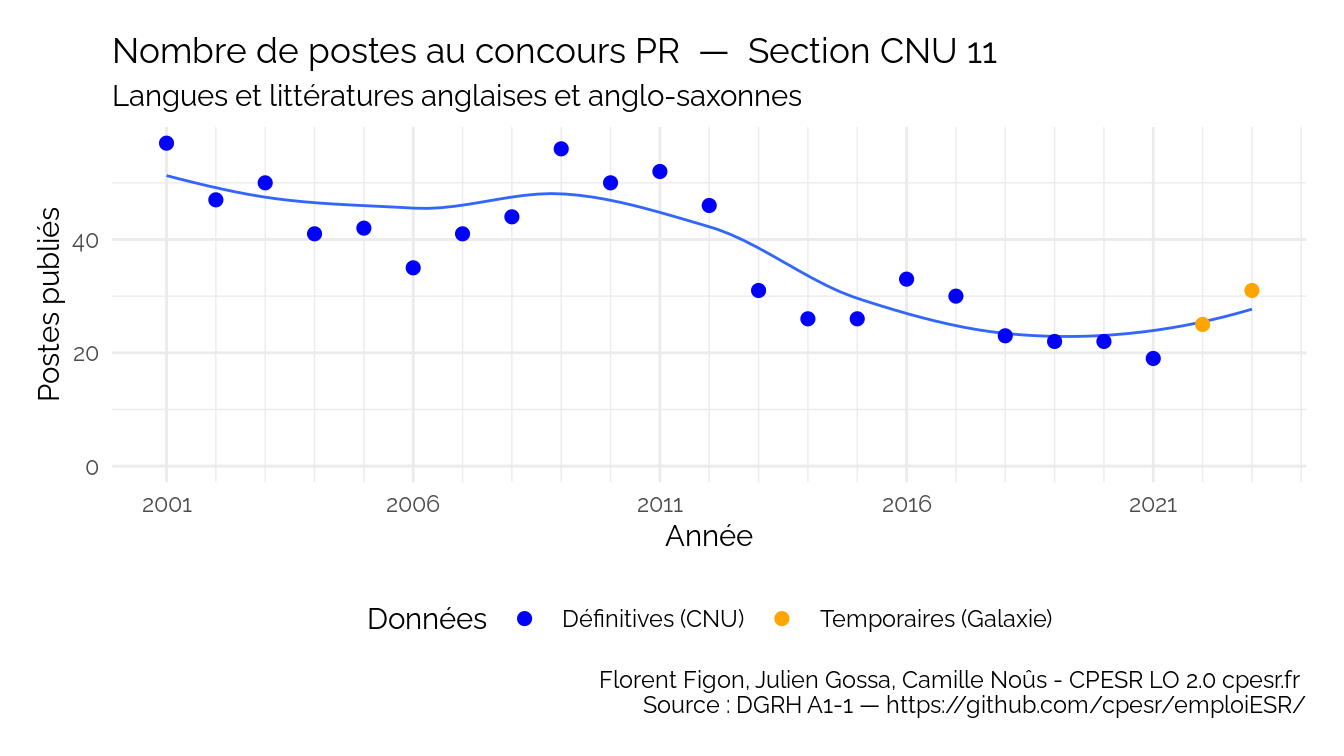 Nombre de postes au concours PR — Section CNU 11
Langues et littératures anglaises et anglo-saxonnes
Postes publiés
40
20
0
2001 2006 2011 2016 2021
Année
Données Définitives (CNU) Temporaires (Galaxie)
Florent Figon, Julien Gossa, Camille Noûs - CPESR LO 2.0 cpesr.fr
Source : DGRH A1-1 — https://github.com/cpesr/emploiESR/